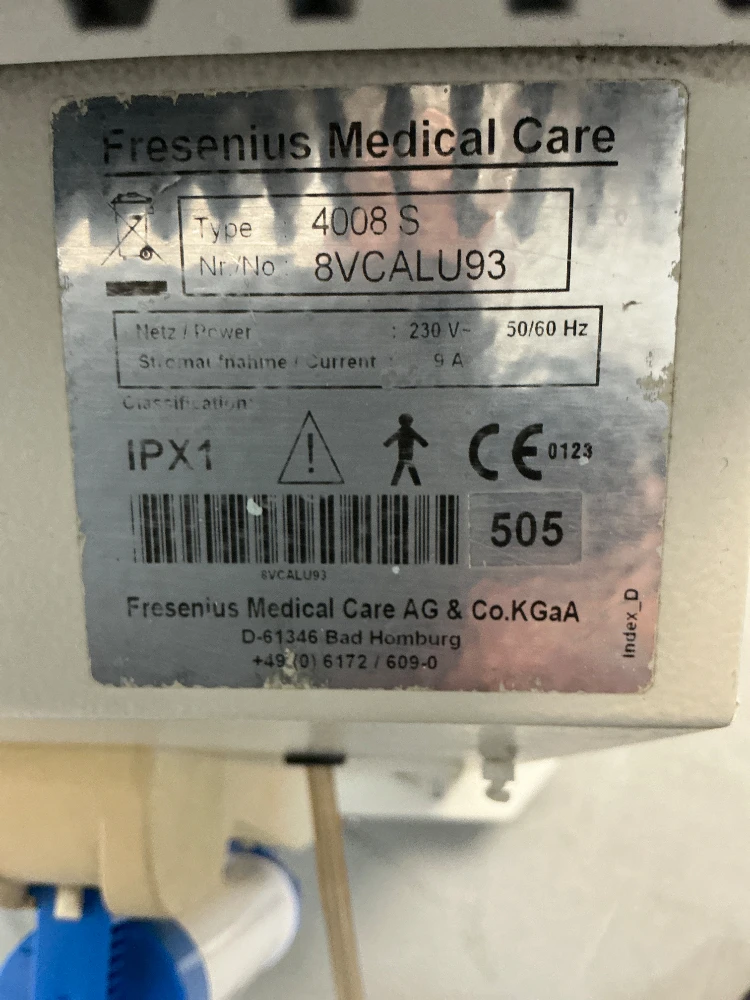 Fresenius Medical Care
Type : 4008 S
Nr./No : 8VCALU93
Netz / Power : 230 V~ 50/60 Hz
Stromaufnahme / Current : 9 A
Classification:
IPX1 ! CE 0123
505
8VCALU93
Fresenius Medical Care AG & Co.KGaA
D-61346 Bad Homburg
+49 (0) 6172 / 609-0
Index_D